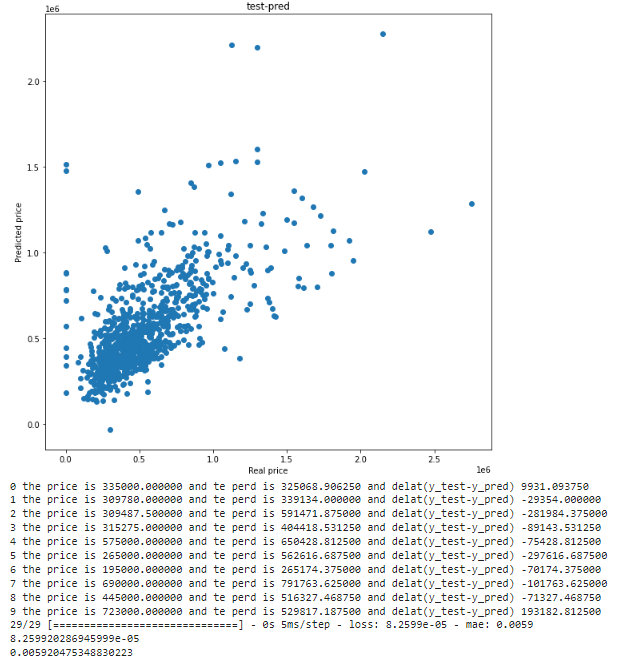 test-pred
1e6
2.0
1.5
1.0
0.5
0.0
Predicted price
0.0 0.5 1.0 1.5 2.0 2.5
Real price
1e6
0 the price is 335000.000000 and te perd is 325068.906250 and delat(y_test-y_pred) 9931.093750
1 the price is 309780.000000 and te perd is 339134.000000 and delat(y_test-y_pred) -29354.000000
2 the price is 309487.500000 and te perd is 591471.875000 and delat(y_test-y_pred) -281984.375000
3 the price is 315275.000000 and te perd is 404418.531250 and delat(y_test-y_pred) -89143.531250
4 the price is 575000.000000 and te perd is 650428.812500 and delat(y_test-y_pred) -75428.812500
5 the price is 265000.000000 and te perd is 562616.687500 and delat(y_test-y_pred) -297616.687500
6 the price is 195000.000000 and te perd is 265174.375000 and delat(y_test-y_pred) -70174.375000
7 the price is 690000.000000 and te perd is 791763.625000 and delat(y_test-y_pred) -101763.625000
8 the price is 445000.000000 and te perd is 516327.468750 and delat(y_test-y_pred) -71327.468750
9 the price is 723000.000000 and te perd is 529817.187500 and delat(y_test-y_pred) 193182.812500
29/29 [==============================] - 0s 5ms/step - loss: 8.2599e-05 - mae: 0.0059
8.259920286945999e-05
0.005920475348830223